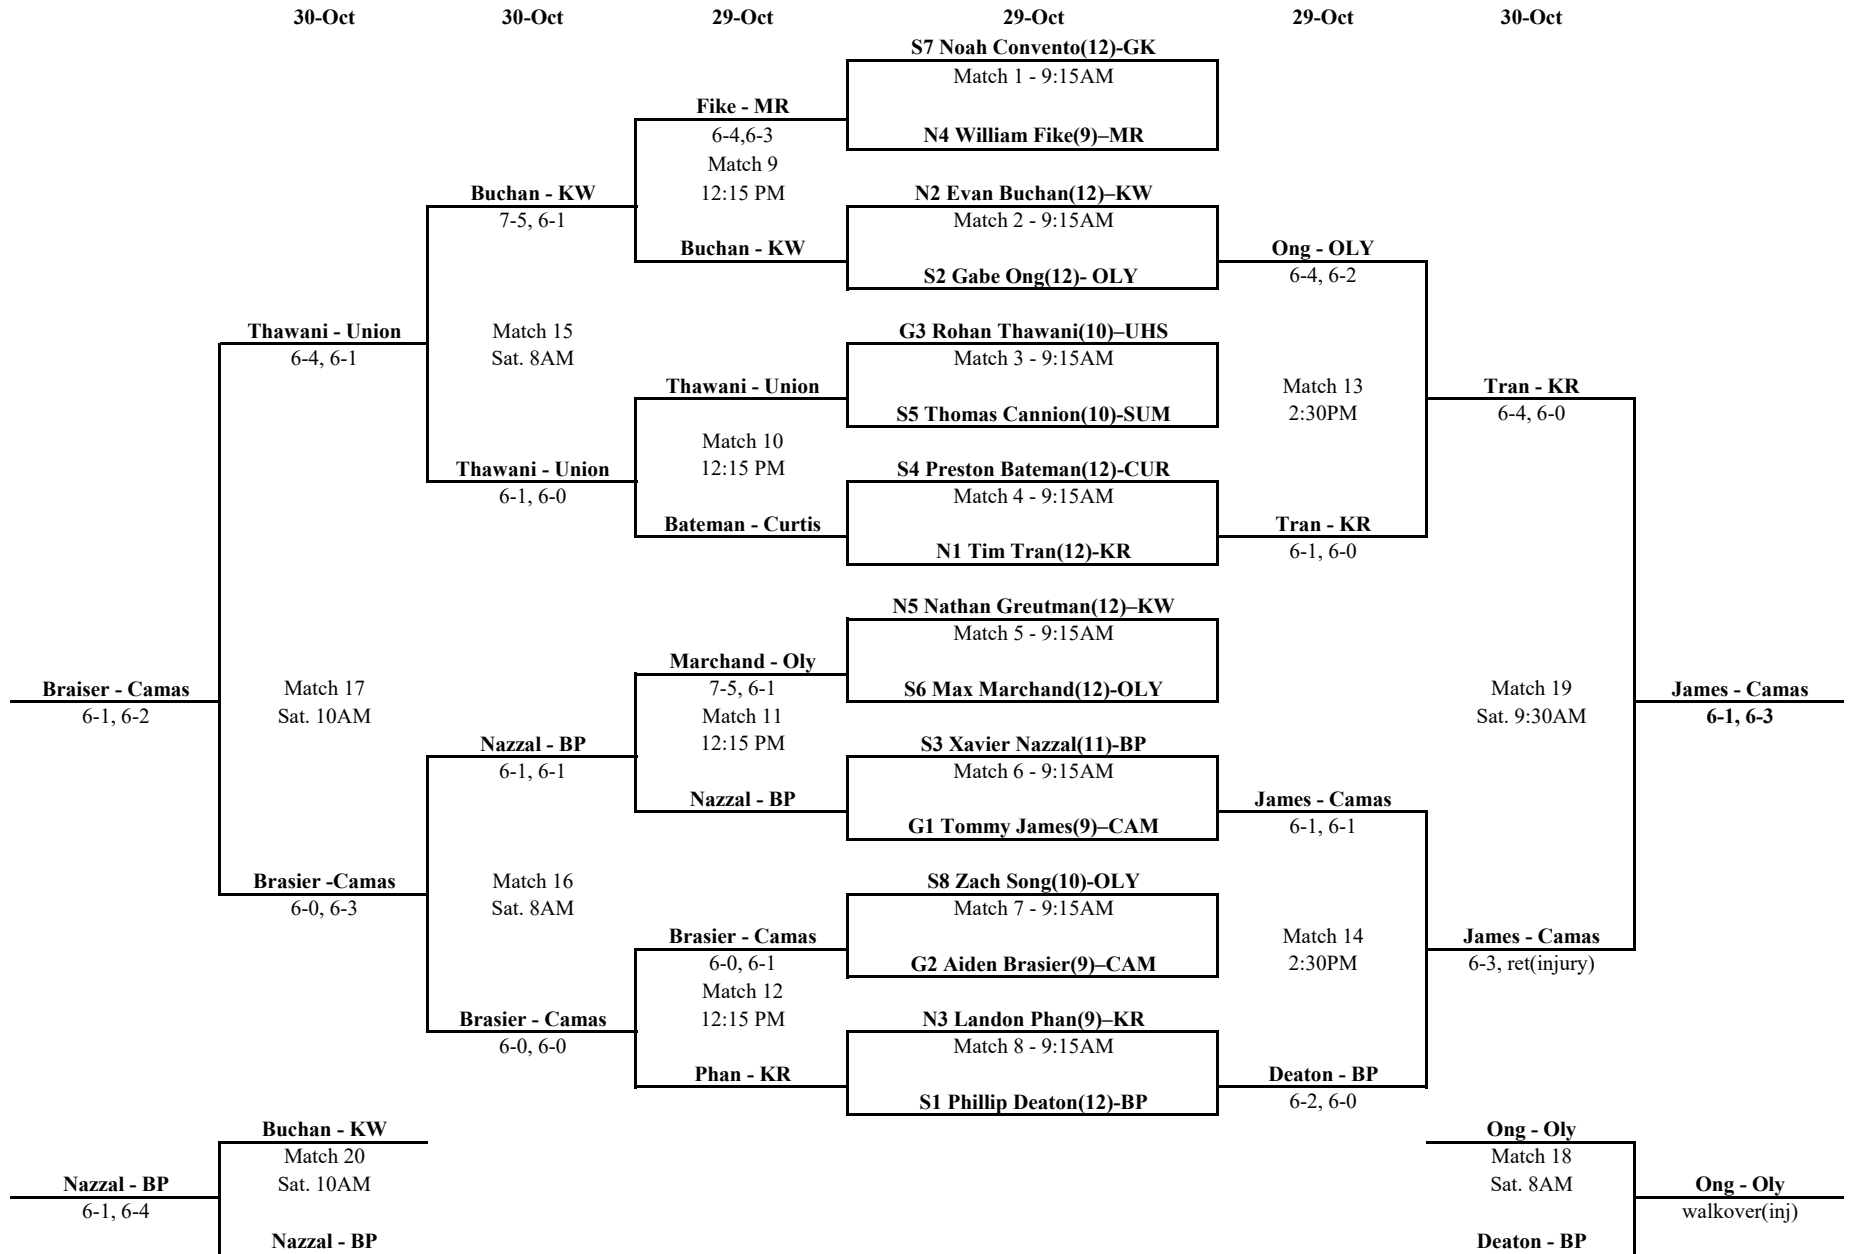 30-Oct 30-Oct 29-Oct 29-Oct 29-Oct 30-Oct
S7 Noah Convento(12)-GK
Match 1 - 9:15AM
Fike - MR
6-4,6-3
N4 William Fike(9)–MR
Match 9
12:15 PM
Buchan - KW
7-5, 6-1
N2 Evan Buchan(12)–KW
Match 2 - 9:15AM
Buchan - KW
Ong - OLY
S2 Gabe Ong(12)- OLY
6-4, 6-2
Thawani - Union
6-4, 6-1
Match 15
Sat. 8AM
G3 Rohan Thawani(10)–UHS
Match 3 - 9:15AM
Thawani - Union
Match 13
2:30PM
Tran - KR
6-4, 6-0
S5 Thomas Cannion(10)-SUM
Match 10
12:15 PM
Thawani - Union
6-1, 6-0
S4 Preston Bateman(12)-CUR
Match 4 - 9:15AM
Bateman - Curtis
Tran - KR
6-1, 6-0
N1 Tim Tran(12)-KR
N5 Nathan Greutman(12)–KW
Match 5 - 9:15AM
Marchand - Oly
7-5, 6-1
S6 Max Marchand(12)-OLY
Braiser - Camas
6-1, 6-2
Match 17
Sat. 10AM
Match 11
12:15 PM
Match 19
Sat. 9:30AM
James - Camas
6-1, 6-3
Nazzal - BP
6-1, 6-1
S3 Xavier Nazzal(11)-BP
Match 6 - 9:15AM
Nazzal - BP
James - Camas
6-1, 6-1
G1 Tommy James(9)–CAM
Brasier -Camas
6-0, 6-3
Match 16
Sat. 8AM
S8 Zach Song(10)-OLY
Match 7 - 9:15AM
Brasier - Camas
6-0, 6-1
G2 Aiden Brasier(9)–CAM
Match 14
2:30PM
James - Camas
6-3, ret(injury)
Match 12
12:15 PM
Brasier - Camas
6-0, 6-0
N3 Landon Phan(9)–KR
Match 8 - 9:15AM
Phan - KR
Deaton - BP
6-2, 6-0
S1 Phillip Deaton(12)-BP
Buchan - KW
Match 20
Sat. 10AM
Nazzal - BP
6-1, 6-4
Nazzal - BP
Ong - Oly
Match 18
Sat. 8AM
Ong - Oly
walkover(inj)
Deaton - BP